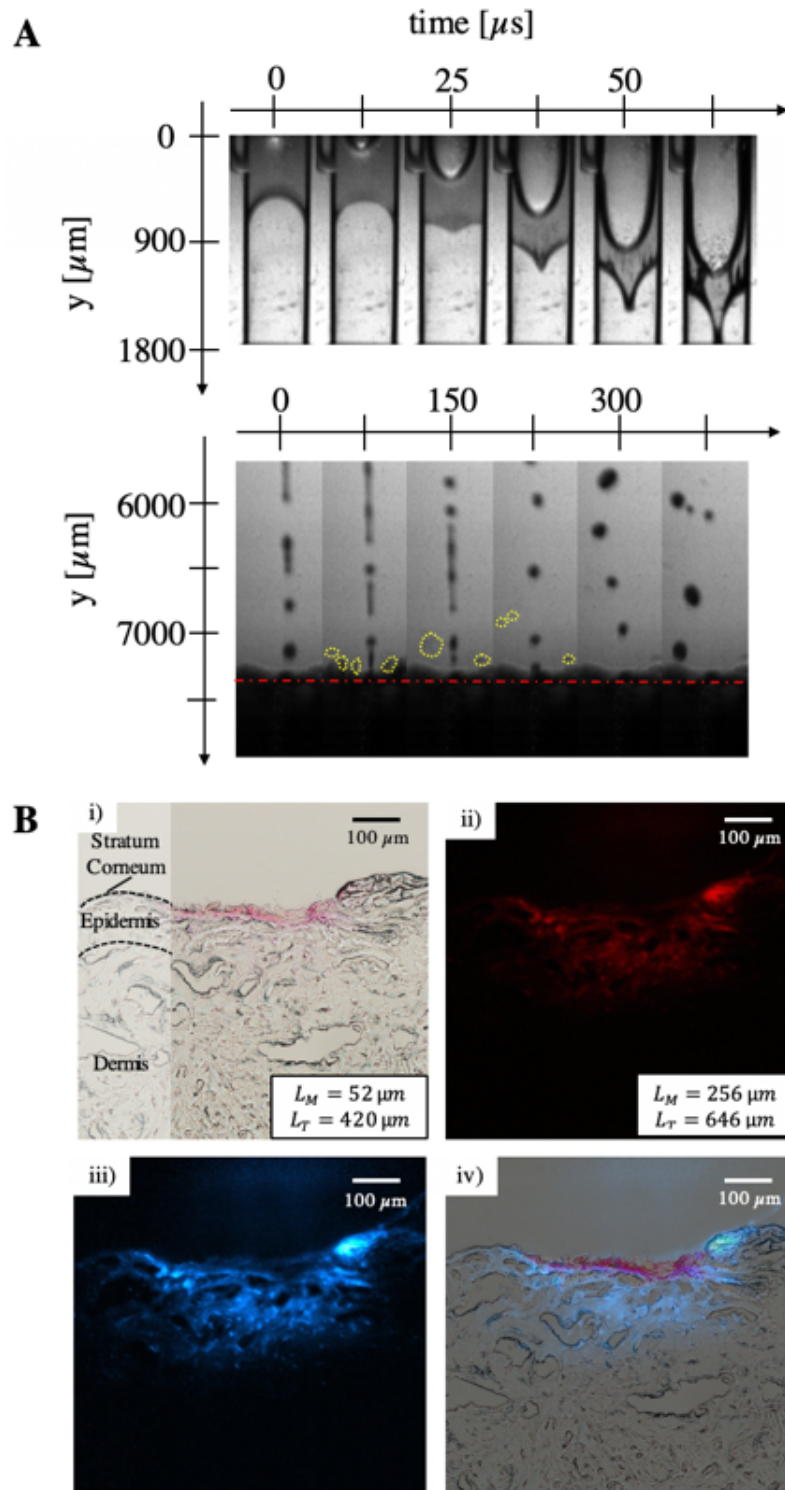 A
time [μs]
0 25 50
0
900
1800
y [μm]
0 150 300
6000
7000
y [μm]
B
i)
Stratum
Corneum
Epidermis
Dermis
100 μm
L_M = 52 μm
L_T = 420 μm
ii)
100 μm
L_M = 256 μm
L_T = 646 μm
iii)
100 μm
iv)
100 μm